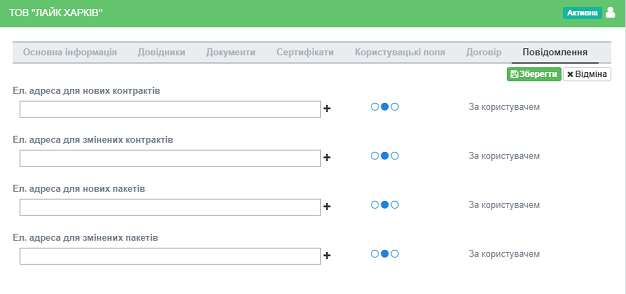 ТОВ "ЛАЙК ХАРКІВ"
Активна
Основна інформація Довідники Документи Сертифікати Користувацькі поля Договір Повідомлення
Зберегти Відміна
Ел. адреса для нових контрактів
За користувачем
Ел. адреса для змінених контрактів
За користувачем
Ел. адреса для нових пакетів
За користувачем
Ел. адреса для змінених пакетів
За користувачем